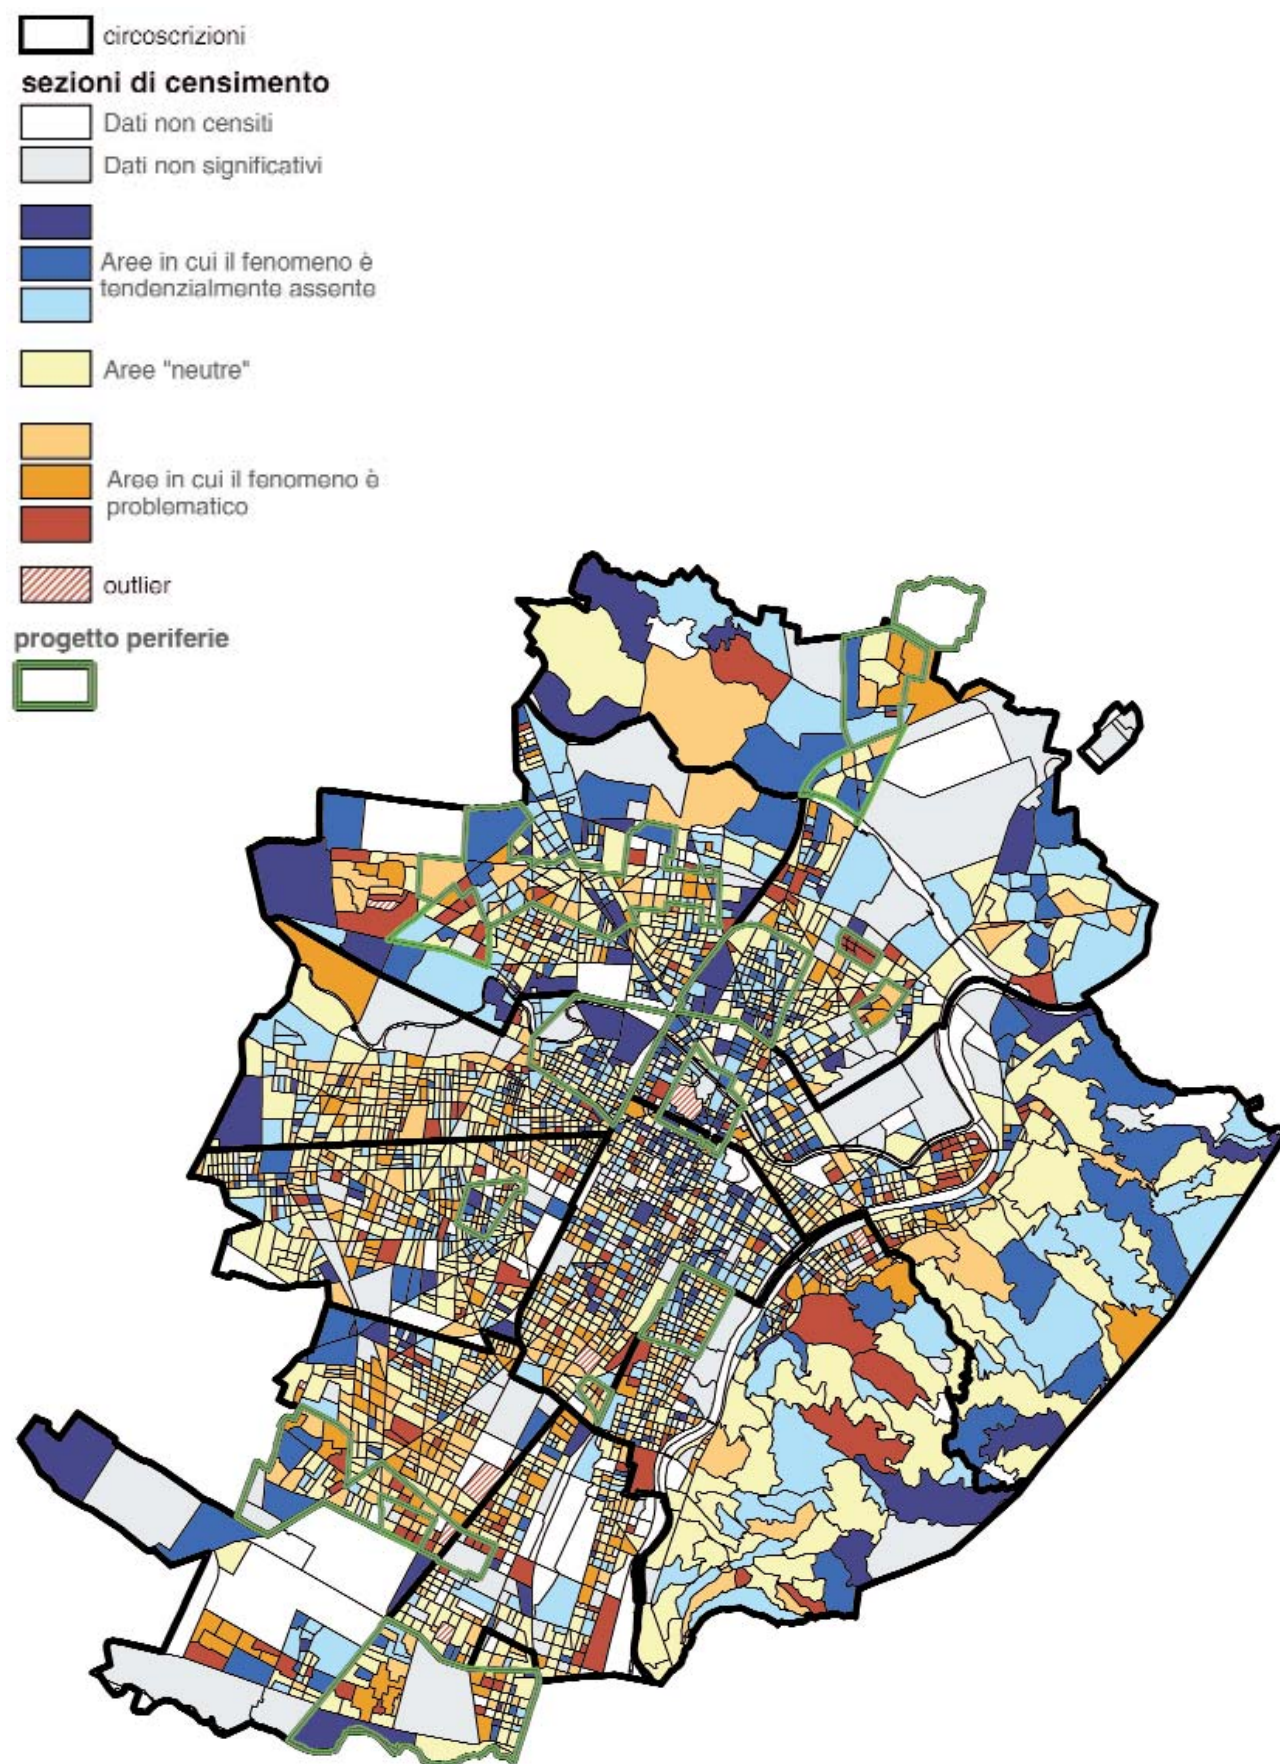 circoscrizioni
sezioni di censimento
Dati non censiti
Dati non significativi
Aree in cui il fenomeno è
tendenzialmente assente
Aree "neutre"
Aree in cui il fenomeno è
problematico
outlier
progetto periferie